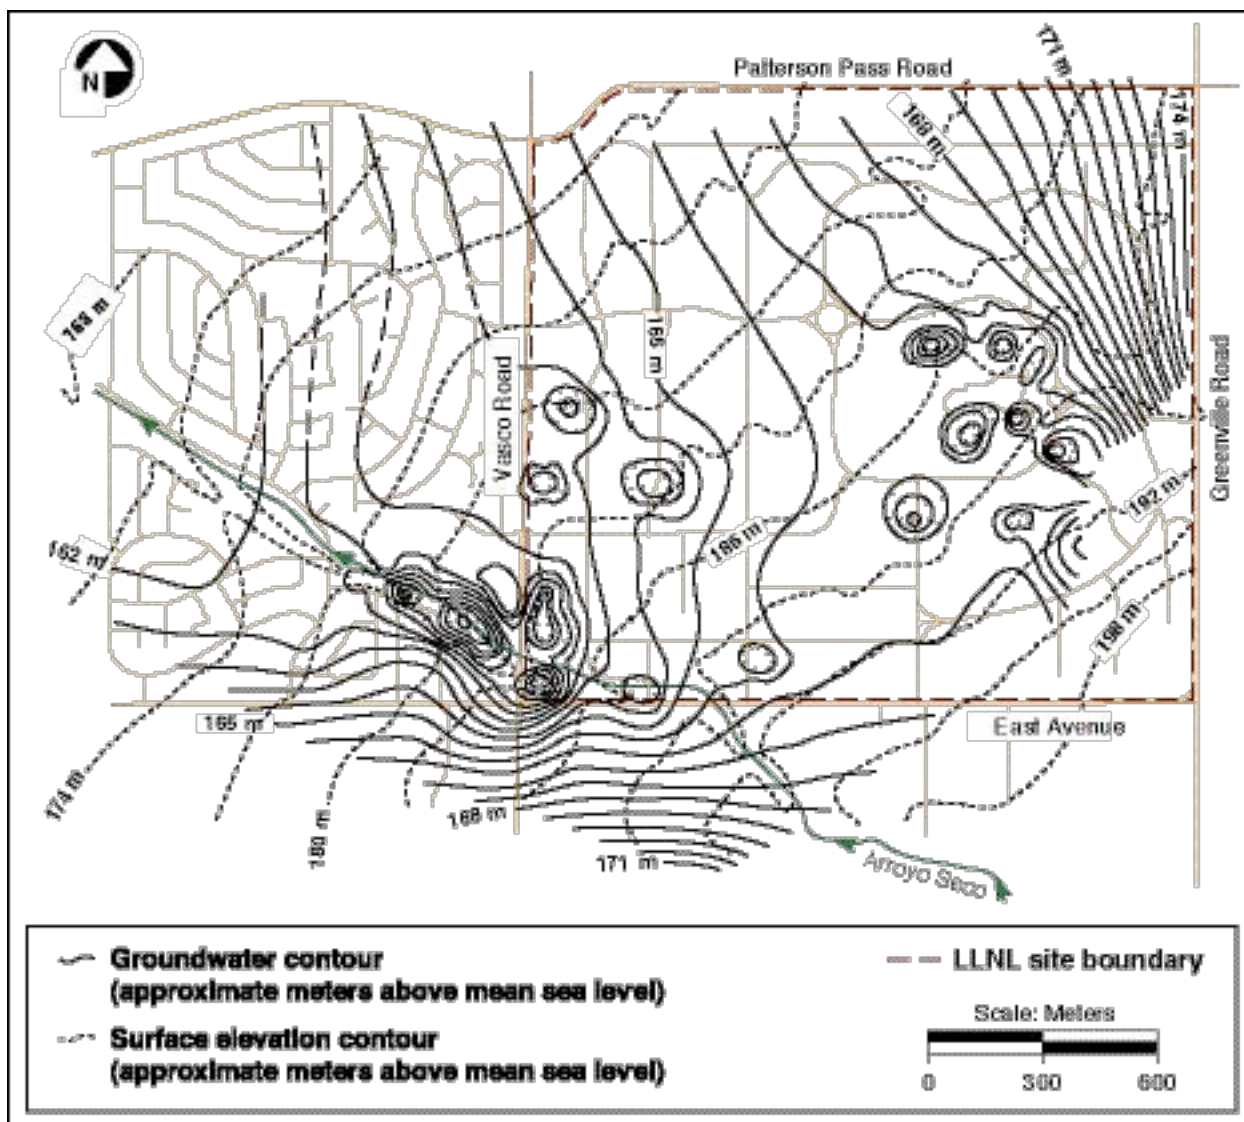 N
Patterson Pass Road
171 m
174 m
168 m
Vasco Road
165 m
Greenville Road
192 m
162 m
186 m
198 m
165 m
East Avenue
174 m
180 m
168 m
171 m
Arroyo Seco
Groundwater contour
(approximate meters above mean sea level)
Surface elevation contour
(approximate meters above mean sea level)
LLNL site boundary
Scale: Meters
0 300 600